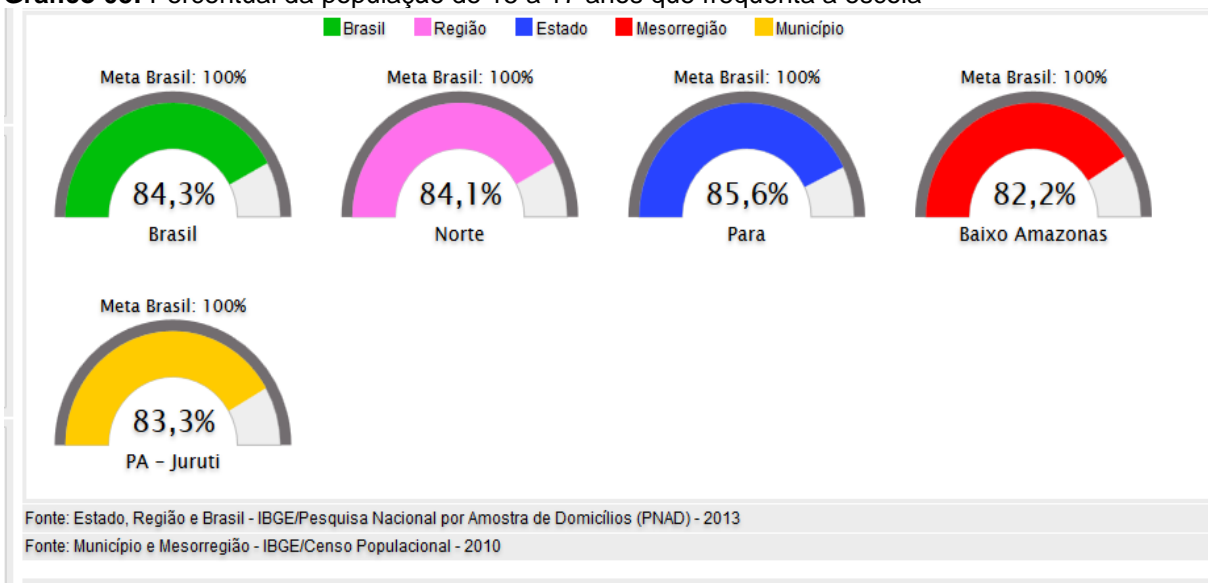 Brasil Região Estado Mesorregião Município
Meta Brasil: 100% Meta Brasil: 100% Meta Brasil: 100% Meta Brasil: 100%
84,3% 84,1% 85,6% 82,2%
Brasil Norte Para Baixo Amazonas
Meta Brasil: 100%
83,3%
PA - Juruti
Fonte: Estado, Região e Brasil - IBGE/Pesquisa Nacional por Amostra de Domicílios (PNAD) - 2013
Fonte: Município e Mesorregião - IBGE/Censo Populacional - 2010